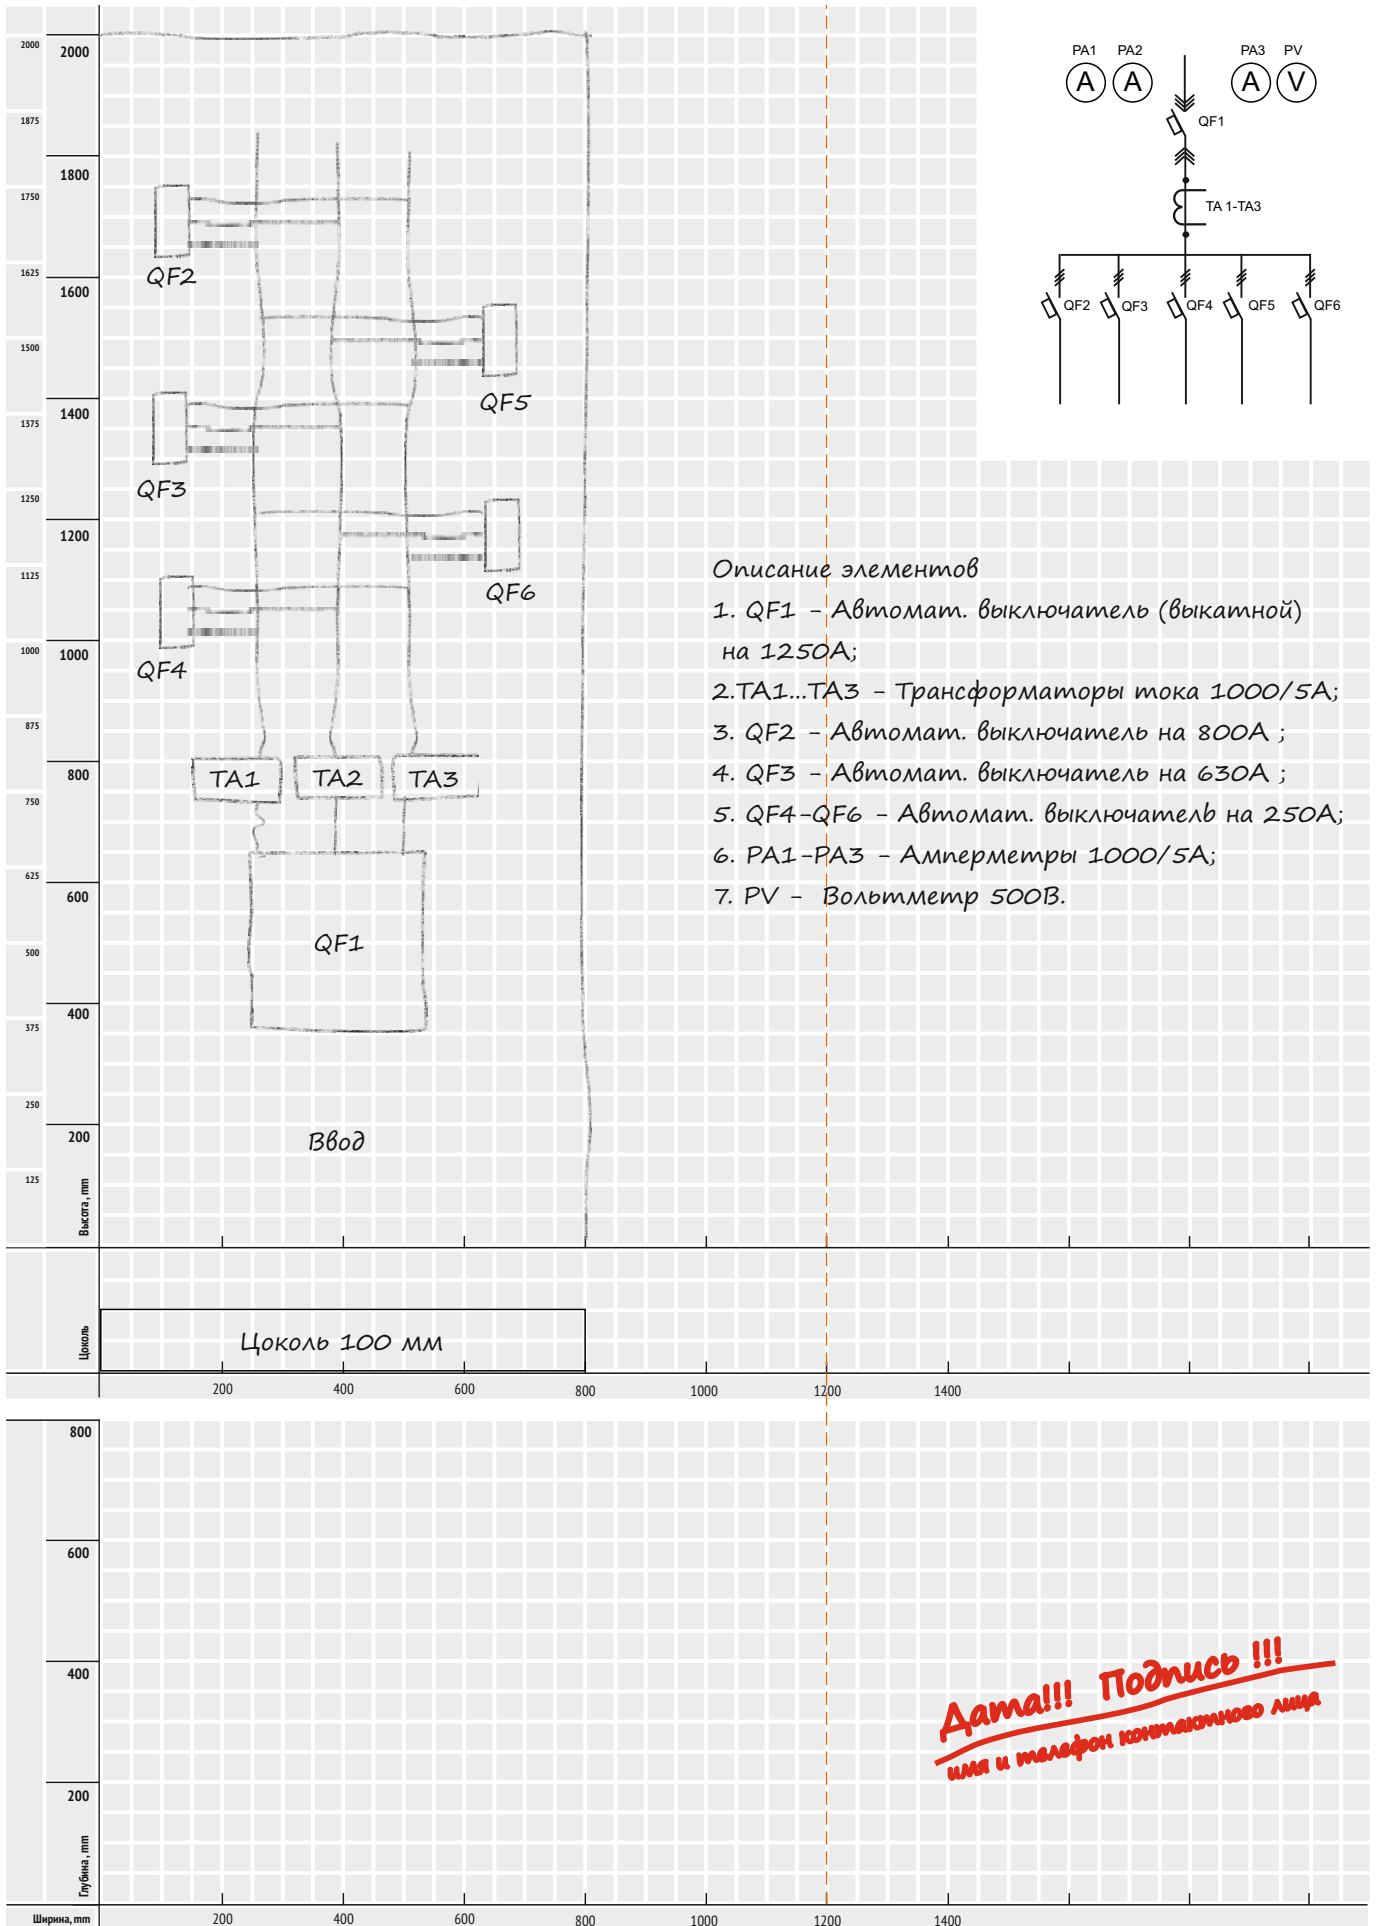 PA1 PA2 PA3 PV
A A A V
QF1
TA 1-TA3
QF2 QF3 QF4 QF5 QF6
2000 2000
1875
1800
1750
1625
1600
1500
1400
1375
1250
1200
1125
1000 1000
875
800
750
625
600
500
400
375
250
200
125
Высота, mm
QF2
QF5
QF3
QF6
QF4
TA1 TA2 TA3
QF1
Ввод
Описание элементов
1. QF1 - Автомат. выключатель (выкатной)
на 1250А;
2.ТА1...ТА3 - Трансформаторы тока 1000/5А;
3. QF2 - Автомат. выключатель на 800А ;
4. QF3 - Автомат. выключатель на 630А ;
5. QF4-QF6 - Автомат. выключатель на 250А;
6. PA1-PA3 - Амперметры 1000/5А;
7. PV - Вольтметр 500В.
Цоколь
Цоколь 100 мм
200 400 600 800 1000 1200 1400
800
600
400
200
Глубина, mm
Дата!!! Подпись !!!
имя и телефон контактного лица
Ширина, mm 200 400 600 800 1000 1200 1400